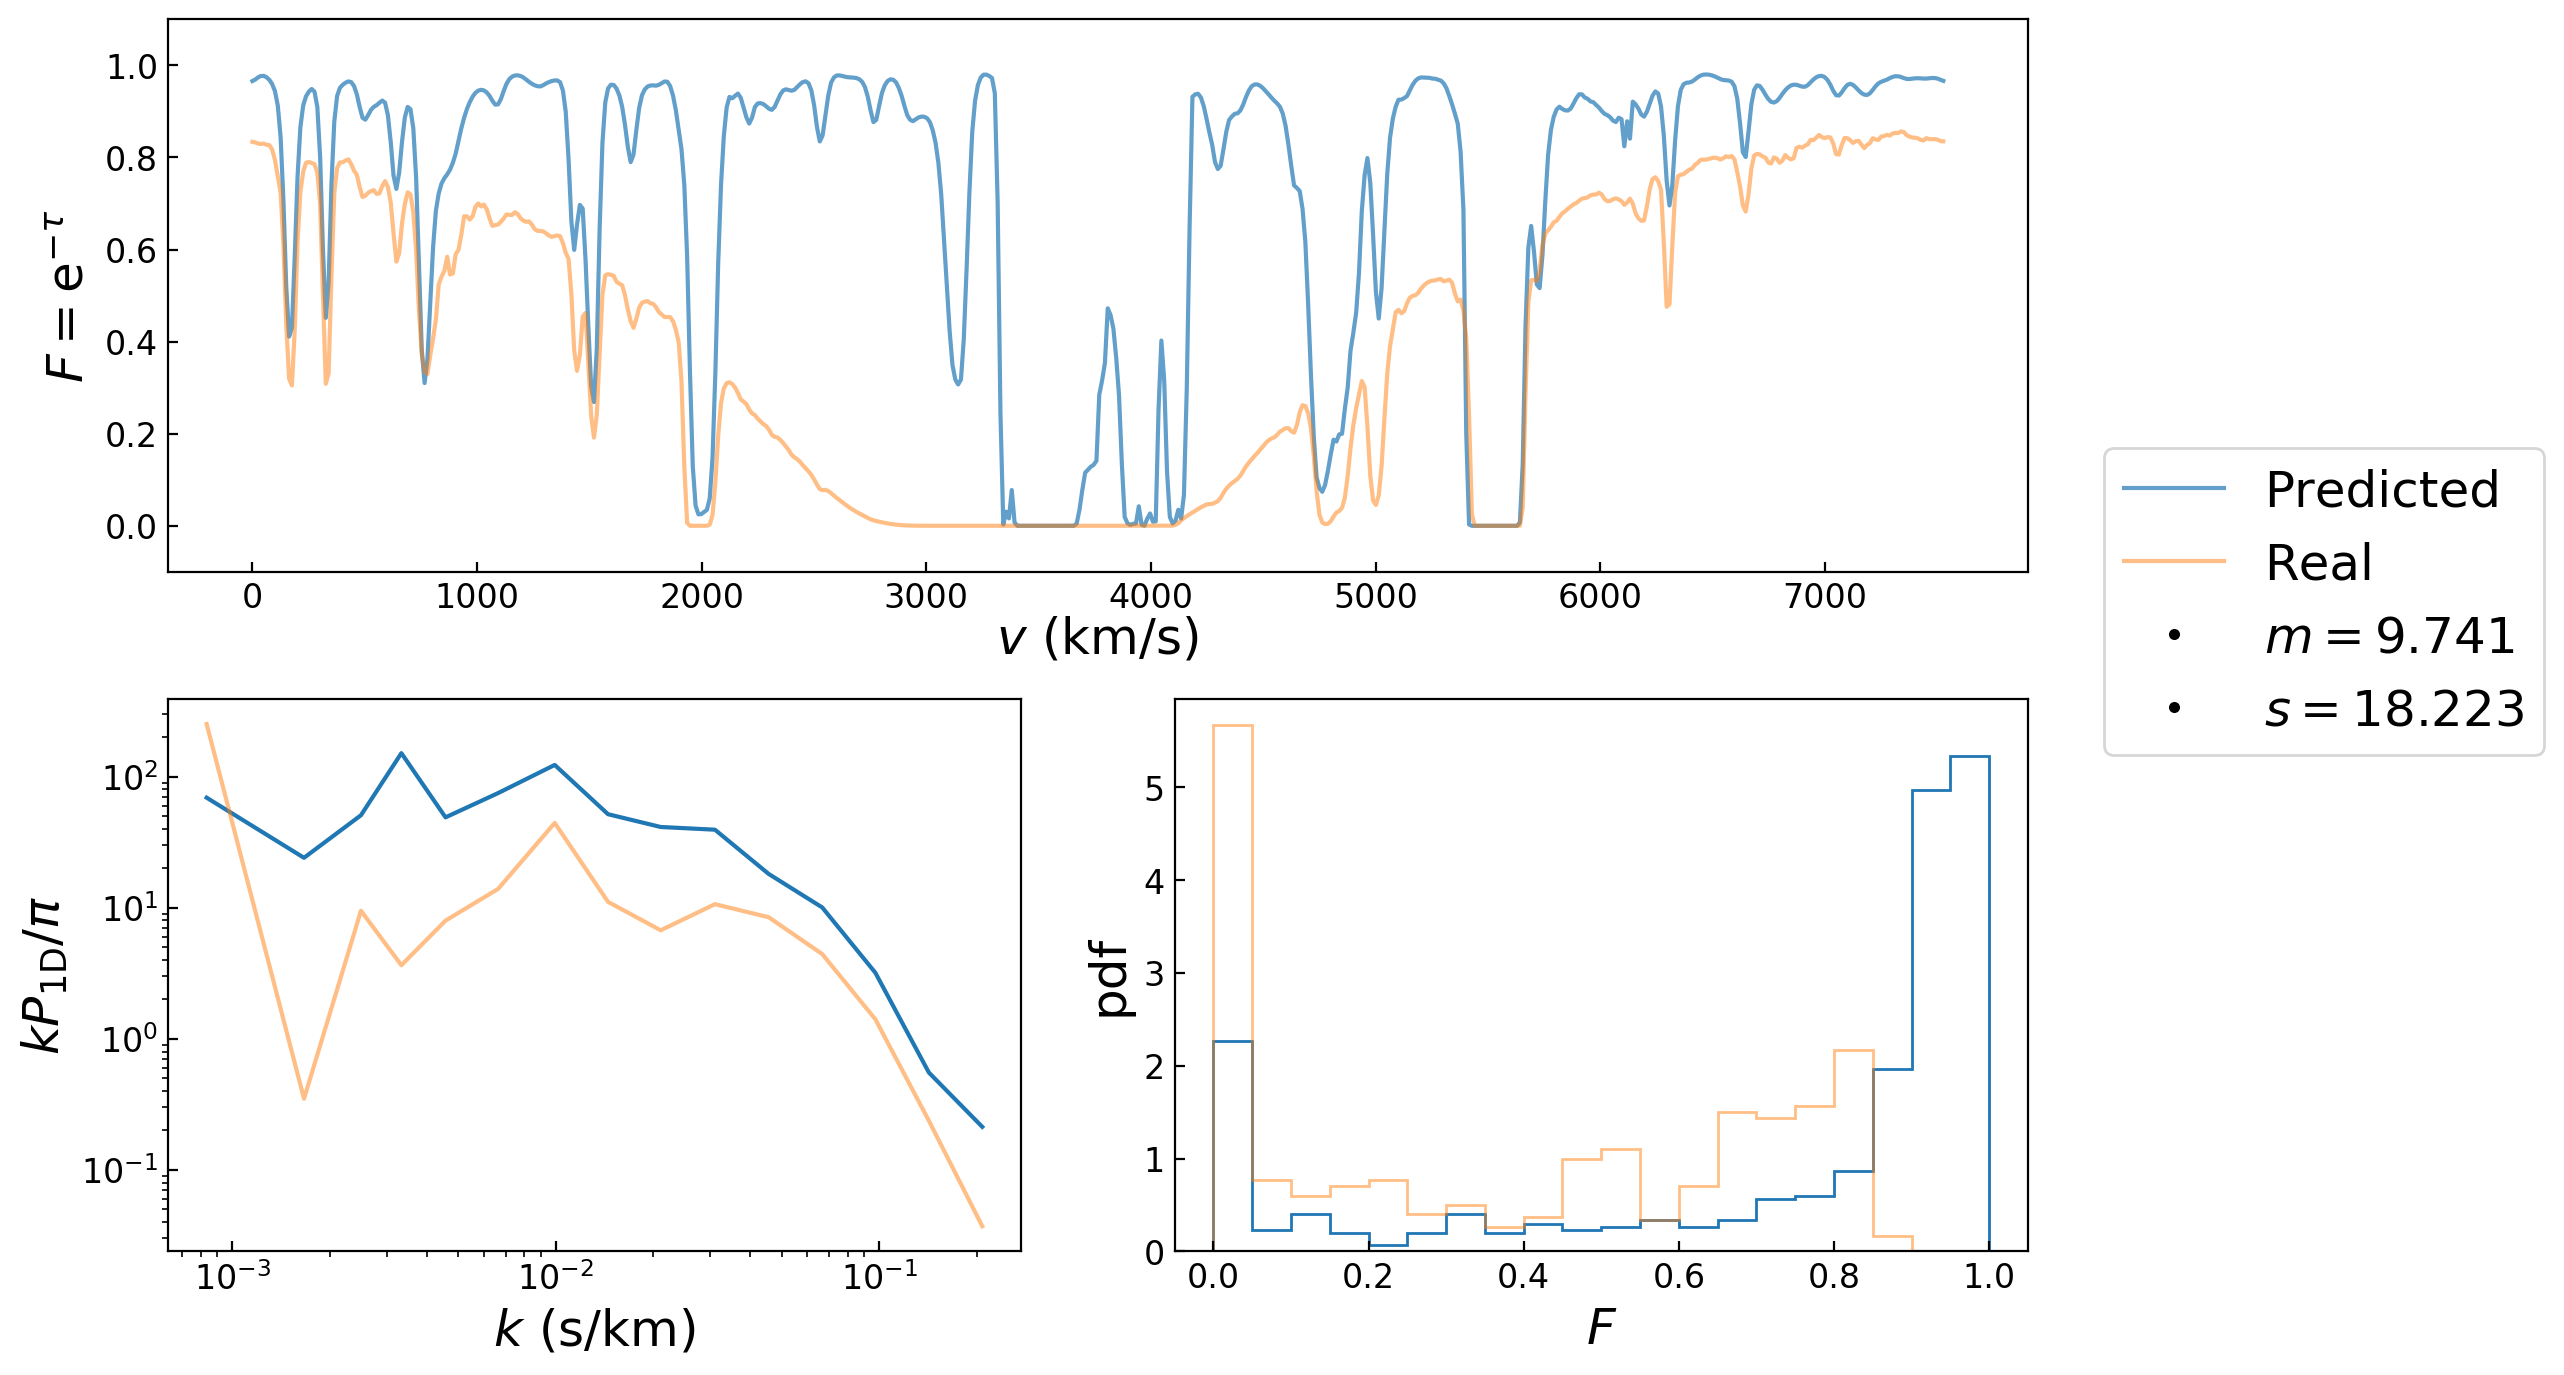 1.0
0.8
0.6
0.4
0.2
0.0
F = e^{−τ}
0 1000 2000 3000 4000 5000 6000 7000
v (km/s)
Predicted
Real
m = 9.741
s = 18.223
10^2
10^1
10^0
10^{−1}
kP_{1D}/π
10^{−3} 10^{−2} 10^{−1}
k (s/km)
5
4
3
2
1
0
pdf
0.0 0.2 0.4 0.6 0.8 1.0
F